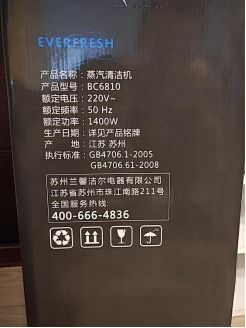 EVERFRESH
产品名称: 蒸汽清洁机
产品型号: BC6810
额定电压: 220V~
额定频率: 50 Hz
额定功率: 1400W
生产日期: 详见产品铭牌
产 地: 江苏 苏州
执行标准: GB4706.1-2005
GB4706.61-2008
苏州兰馨洁尔电器有限公司
江苏省苏州市珠江南路211号
全国服务热线:
400-666-4836